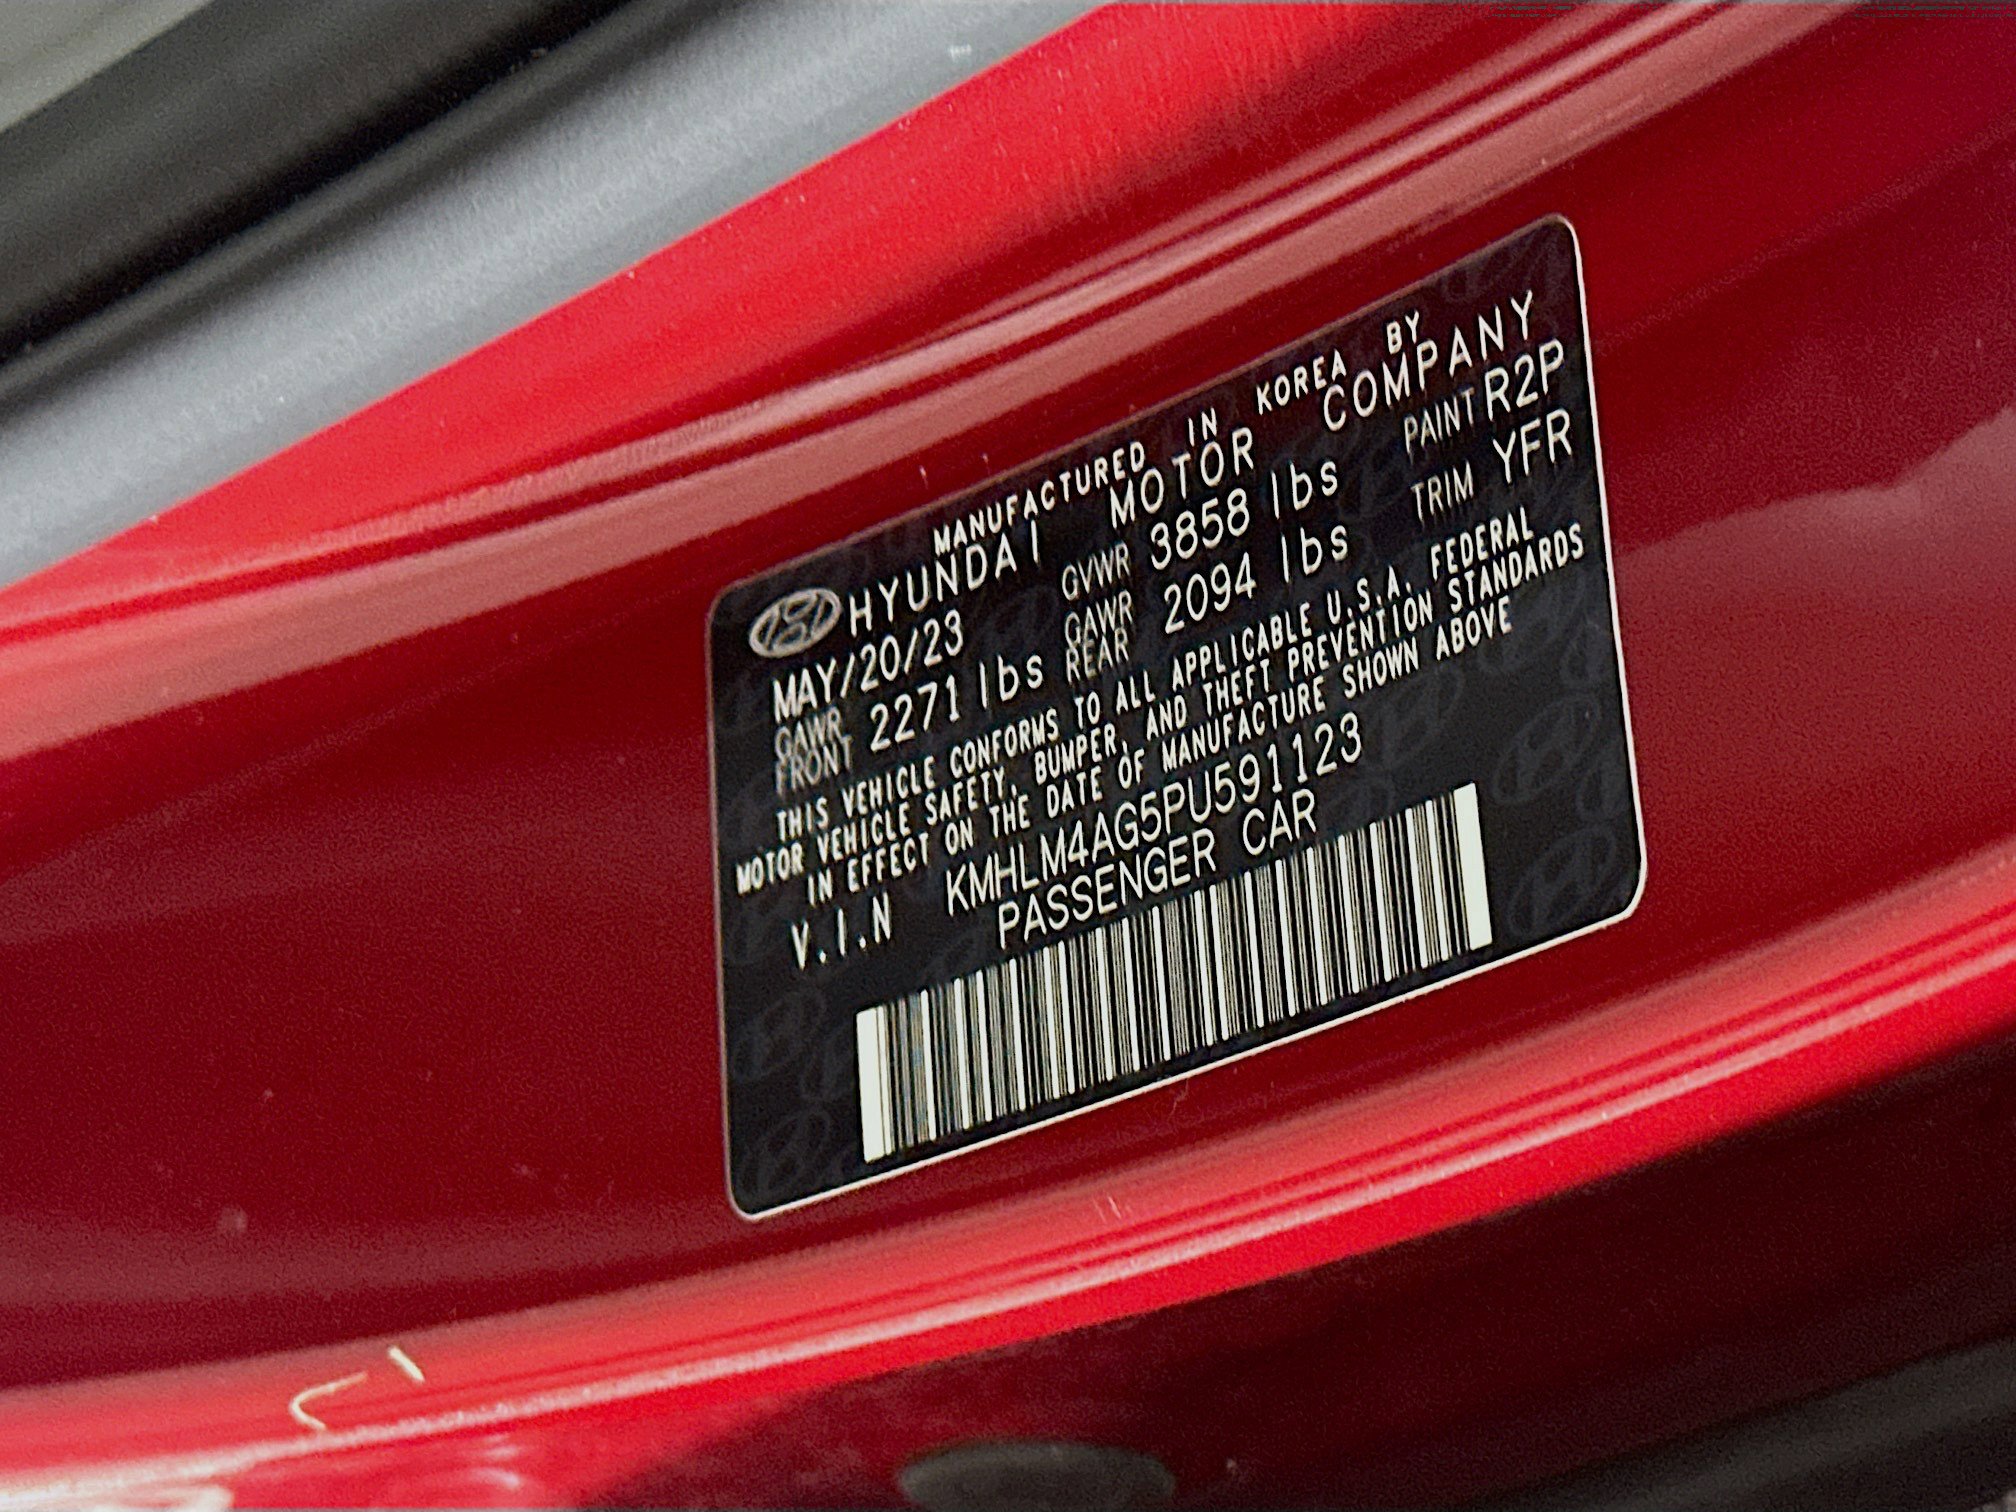 MANUFACTURED IN KOREA BY
HYUNDAI MOTOR COMPANY
MAY/20/23 GVWR 3858 lbs PAINT R2P
GAWR FRONT 2271 lbs GAWR REAR 2094 lbs TRIM YFR
THIS VEHICLE CONFORMS TO ALL APPLICABLE U.S.A. FEDERAL
MOTOR VEHICLE SAFETY, BUMPER, AND THEFT PREVENTION STANDARDS
IN EFFECT ON THE DATE OF MANUFACTURE SHOWN ABOVE
V.I.N KMHLM4AG5PU591123
PASSENGER CAR